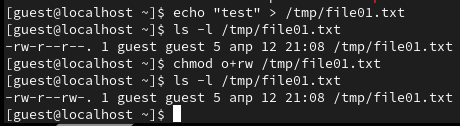 [guest@localhost ~]$ echo "test" > /tmp/file01.txt
[guest@localhost ~]$ ls -l /tmp/file01.txt
-rw-r--r--. 1 guest guest 5 апр 12 21:08 /tmp/file01.txt
[guest@localhost ~]$ chmod o+rw /tmp/file01.txt
[guest@localhost ~]$ ls -l /tmp/file01.txt
-rw-r--rw-. 1 guest guest 5 апр 12 21:08 /tmp/file01.txt
[guest@localhost ~]$